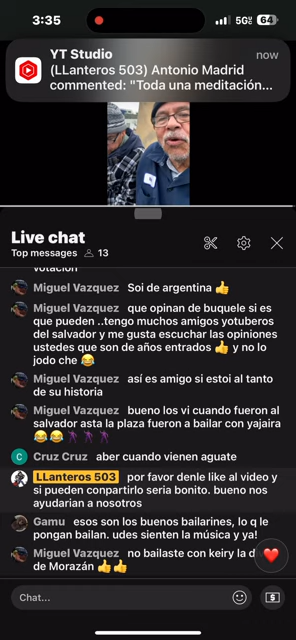 3:35
5GE 64
YT Studio
now
(LLanteros 503) Antonio Madrid
commented: "Toda una meditación...
Live chat
Top messages 13
votacion
Miguel Vazquez Soi de argentina 👍
Miguel Vazquez que opinan de buquele si es
que pueden ..tengo muchos amigos yotuberos
del salvador y me gusta escuchar las opiniones
ustedes que son de años entrados 👍 y no lo
jodo che 😂
Miguel Vazquez así es amigo si estoi al tanto
de su historia
Miguel Vazquez bueno los vi cuando fueron al
salvador asta la plaza fueron a bailar con yajaira
😂😂🕺🕺🕺
C
Cruz Cruz aber cuando vienen aguate
LLanteros 503 por favor denle like al video y
si pueden conpartirlo seria bonito. bueno nos
ayudarian a nosotros
Gamu esos son los buenos bailarines, lo q le
pongan bailan. udes sienten la música y ya!
Miguel Vazquez no bailaste con keiry la d
de Morazán 👍👍
Chat...